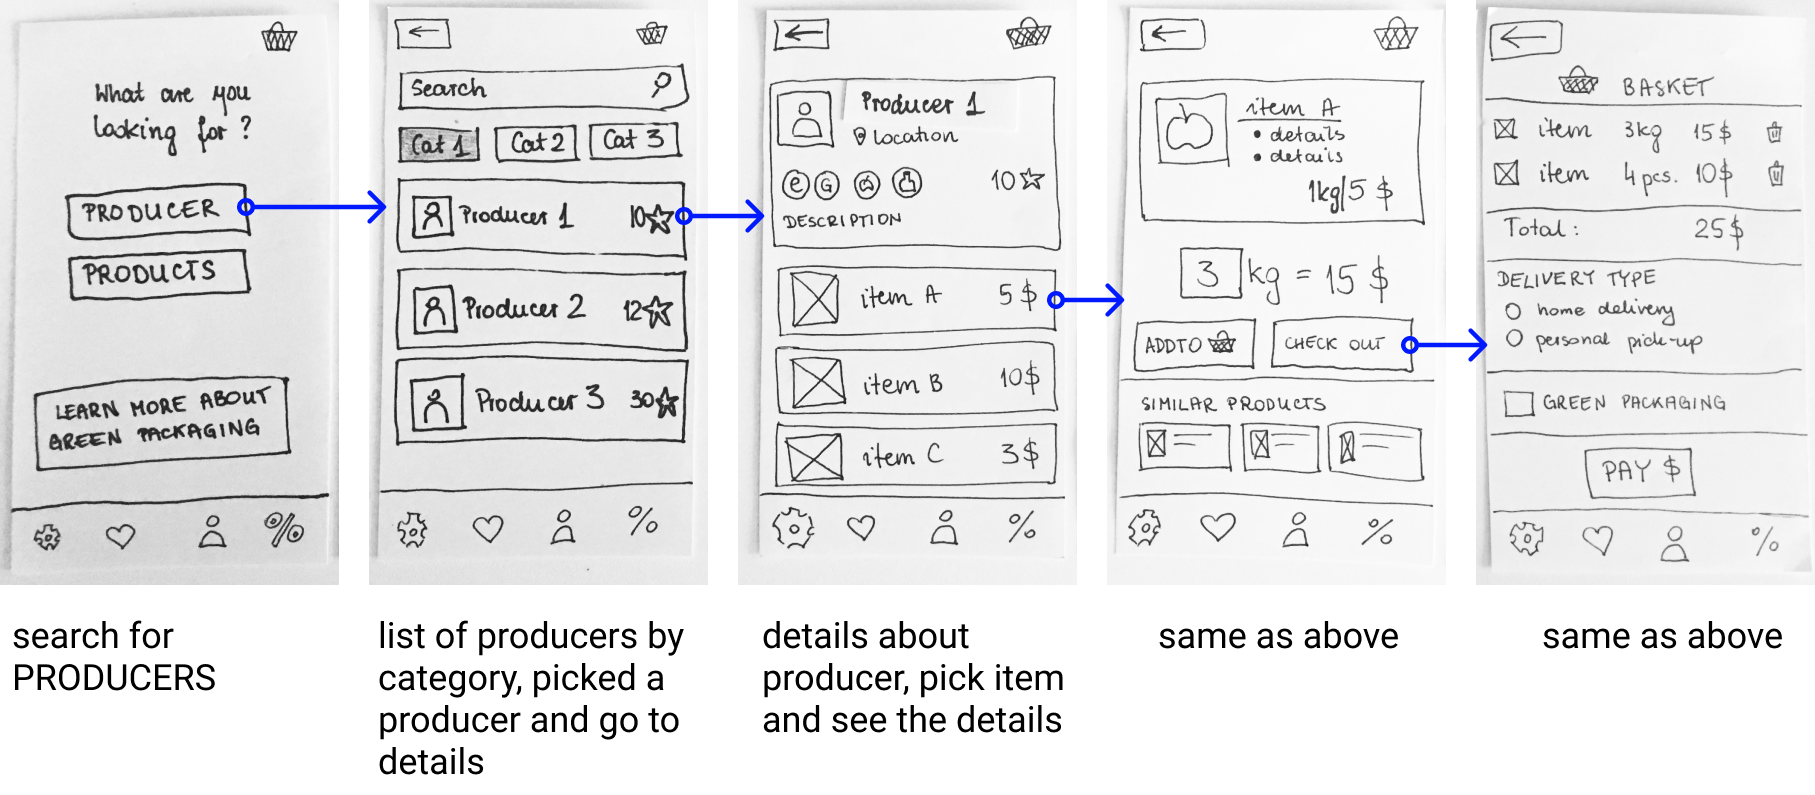 What are you
looking for?
PRODUCER
PRODUCTS
LEARN MORE ABOUT
GREEN PACKAGING
%
search for
PRODUCERS
Search
Cat 1 Cat 2 Cat 3
Producer 1 10
Producer 2 12
Producer 3 30
%
list of producers by
category, picked a
producer and go to
details
Producer 1
Location
e G 10
DESCRIPTION
item A 5$
item B 10$
item C 3$
%
details about
producer, pick item
and see the details
item A
• details
• details
1kg/5 $
3 kg = 15 $
ADD TO CHECK OUT
SIMILAR PRODUCTS
%
same as above
BASKET
item 3kg 15$
item 4 pcs. 10$
Total: 25$
DELIVERY TYPE
home delivery
personal pick-up
GREEN PACKAGING
PAY $
%
same as above